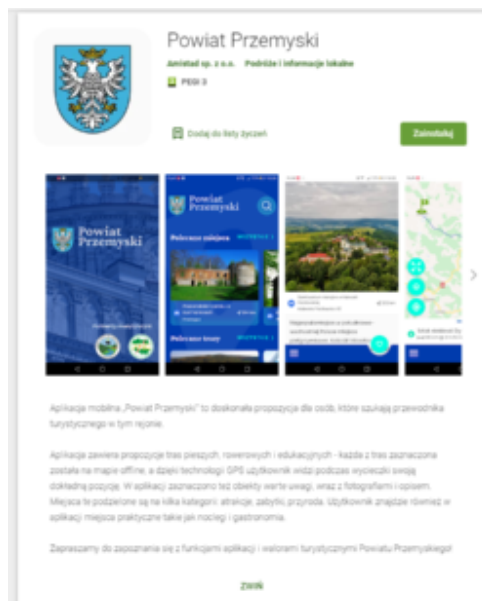 Powiat Przemyski
Amistad sp. z o.o. Podróże i informacje lokalne
PEGI 3
Dodaj do listy życzeń
Zainstaluj
Powiat
Przemyski
Powiat
Przemyski
Polecane miejsca
Polecane trasy
Aplikacja mobilna „Powiat Przemyski" to doskonała propozycja dla osób, które szukają przewodnika
turystycznego w tym rejonie.
Aplikacja zawiera propozycje tras pieszych, rowerowych i edukacyjnych - każda z tras zaznaczona
została na mapie offline, a dzięki technologii GPS użytkownik widzi podczas wycieczki swoją
dokładną pozycję. W aplikacji zaznaczono też obiekty warte uwagi, wraz z fotografiami i opisem.
Miejsca te podzielone są na kilka kategorii: atrakcje, zabytki, przyroda. Użytkownik znajdzie również w
aplikacji miejsca praktyczne takie jak noclegi i gastronomia.
Zapraszamy do zapoznania się z funkcjami aplikacji i walorami turystycznymi Powiatu Przemyskiego!
ZWIŃ